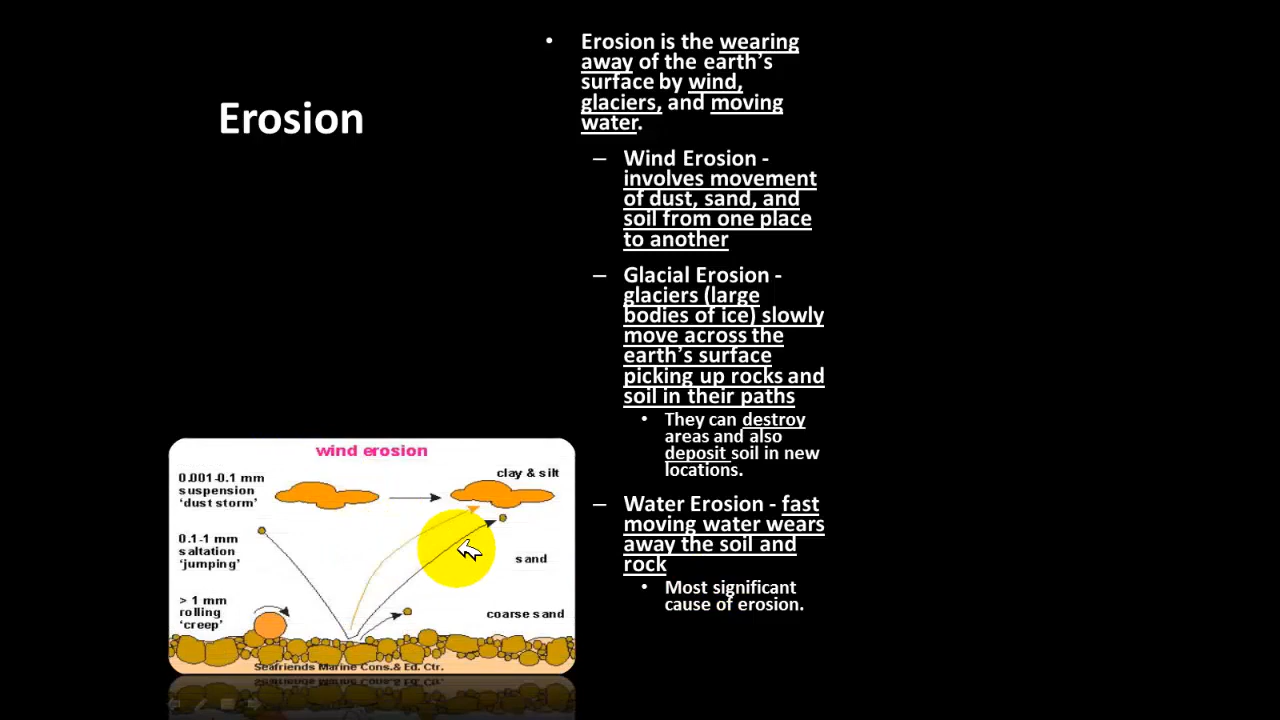 Erosion
• Erosion is the wearing
away of the earth’s
surface by wind,
glaciers, and moving
water.
– Wind Erosion -
involves movement
of dust, sand, and
soil from one place
to another
– Glacial Erosion -
glaciers (large
bodies of ice) slowly
move across the
earth’s surface
picking up rocks and
soil in their paths
• They can destroy
areas and also
deposit soil in new
locations.
– Water Erosion - fast
moving water wears
away the soil and
rock
• Most significant
cause of erosion.
wind erosion
0.001-0.1 mm
suspension
‘dust storm’
clay & silt
0.1-1 mm
saltation
‘jumping’
sand
> 1 mm
rolling
‘creep’
coarse sand
Seafriends Marine Cons.& Ed. Ctr.